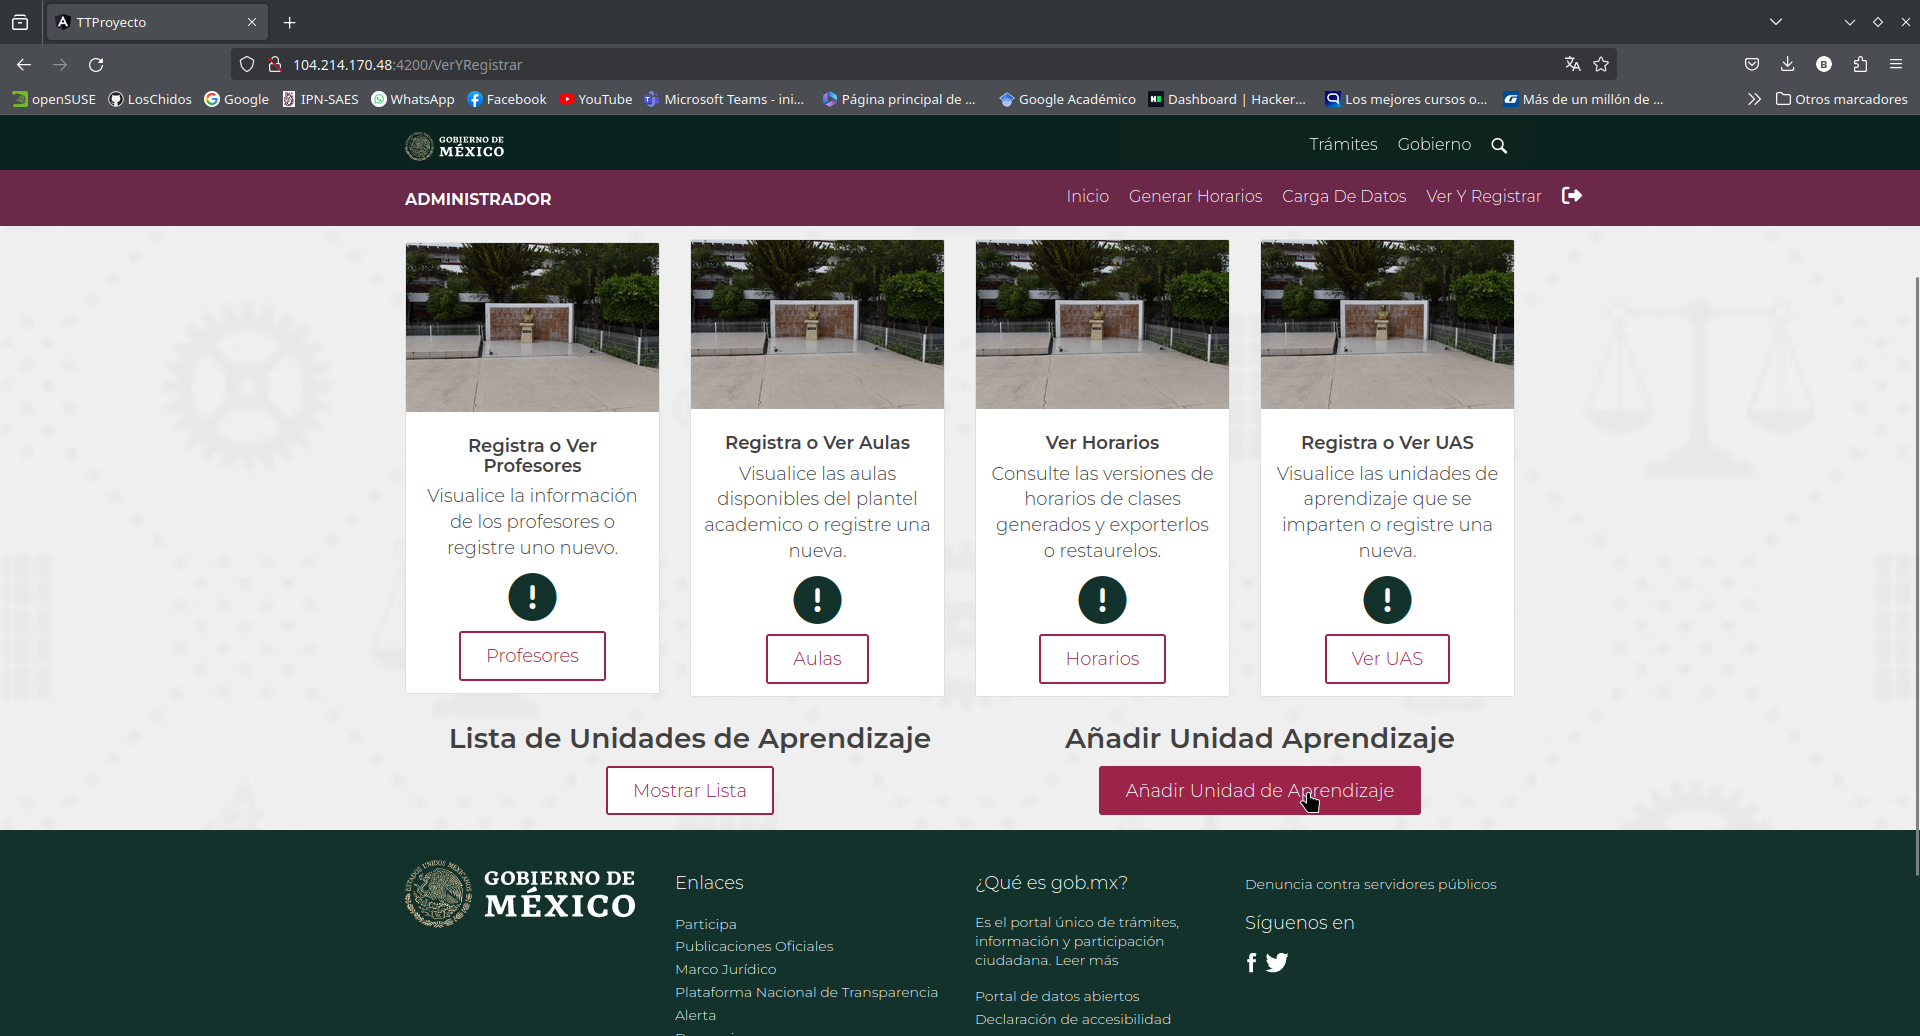 TTProyecto
104.214.170.48:4200/VerYRegistrar
openSUSE
LosChidos
Google
IPN-SAES
WhatsApp
Facebook
YouTube
Microsoft Teams - ini...
Página principal de ...
Google Académico
Dashboard | Hacker...
Los mejores cursos o...
Más de un millón de ...
Otros marcadores
GOBIERNO DE
MÉXICO
Trámites
Gobierno
ADMINISTRADOR
Inicio
Generar Horarios
Carga De Datos
Ver Y Registrar
Registra o Ver
Profesores
Visualice la información
de los profesores o
registre uno nuevo.
Profesores
Registra o Ver Aulas
Visualice las aulas
disponibles del plantel
academico o registre una
nueva.
Aulas
Ver Horarios
Consulte las versiones de
horarios de clases
generados y exporterlos
o restaurelos.
Horarios
Registra o Ver UAS
Visualice las unidades de
aprendizaje que se
imparten o registre una
nueva.
Ver UAS
Lista de Unidades de Aprendizaje
Mostrar Lista
Añadir Unidad Aprendizaje
Añadir Unidad de Aprendizaje
ESTADOS UNIDOS MEXICANOS
GOBIERNO DE
MÉXICO
Enlaces
Participa
Publicaciones Oficiales
Marco Jurídico
Plataforma Nacional de Transparencia
Alerta
¿Qué es gob.mx?
Es el portal único de trámites,
información y participación
ciudadana. Leer más
Portal de datos abiertos
Declaración de accesibilidad
Denuncia contra servidores públicos
Síguenos en